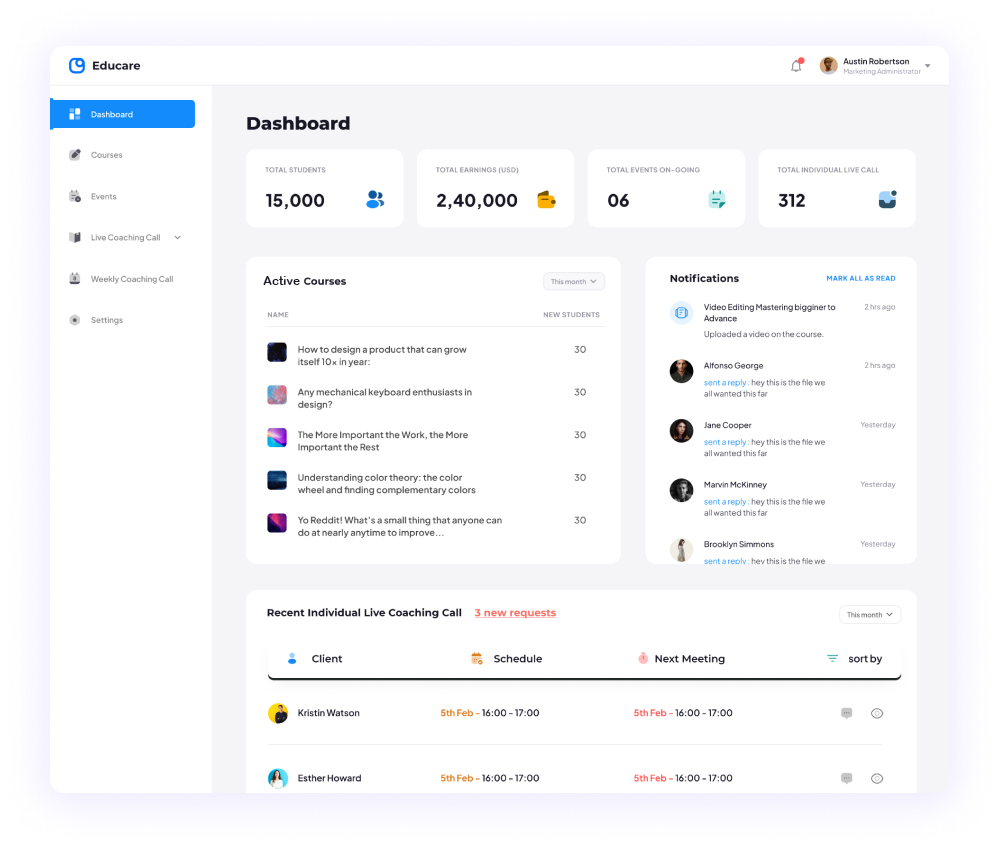 Educare
Austin Robertson
Marketing Administrator
Dashboard
Courses
Events
Live Coaching Call
8
Weekly Coaching Call
Settings
Dashboard
TOTAL STUDENTS
15,000
TOTAL EARNINGS (USD)
2,40,000
TOTAL EVENTS ON-GOING
06
TOTAL INDIVIDUAL LIVE CALL
312
Active Courses
This month
NAME
NEW STUDENTS
How to design a product that can grow
itself 10x in year:
30
Any mechanical keyboard enthusiasts in
design?
30
The More Important the Work, the More
Important the Rest
30
Understanding color theory: the color
wheel and finding complementary colors
30
Yo Reddit! What's a small thing that anyone can
do at nearly anytime to improve...
30
Notifications
MARK ALL AS READ
Video Editing Mastering bigginer to
Advance
2 hrs ago
Uploaded a video on the course.
Alfonso George
2 hrs ago
sent a reply : hey this is the file we
all wanted this far
Jane Cooper
Yesterday
sent a reply : hey this is the file we
all wanted this far
Marvin McKinney
Yesterday
sent a reply : hey this is the file we
all wanted this far
Brooklyn Simmons
Yesterday
sent a reply : hey this is the file we
Recent Individual Live Coaching Call
3 new requests
This month
Client
Schedule
Next Meeting
sort by
Kristin Watson
5th Feb - 16:00 - 17:00
5th Feb - 16:00 - 17:00
Esther Howard
5th Feb - 16:00 - 17:00
5th Feb - 16:00 - 17:00